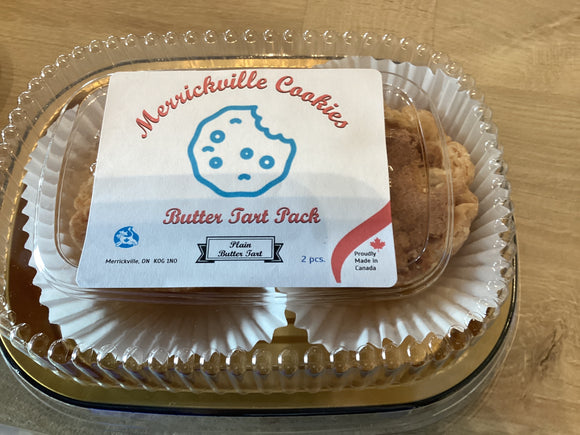 Merrickville Cookies
Butter Tart Pack
Plain
Butter Tart
Merrickville, ON K0G 1N0
2 pcs.
Proudly
Made in
Canada